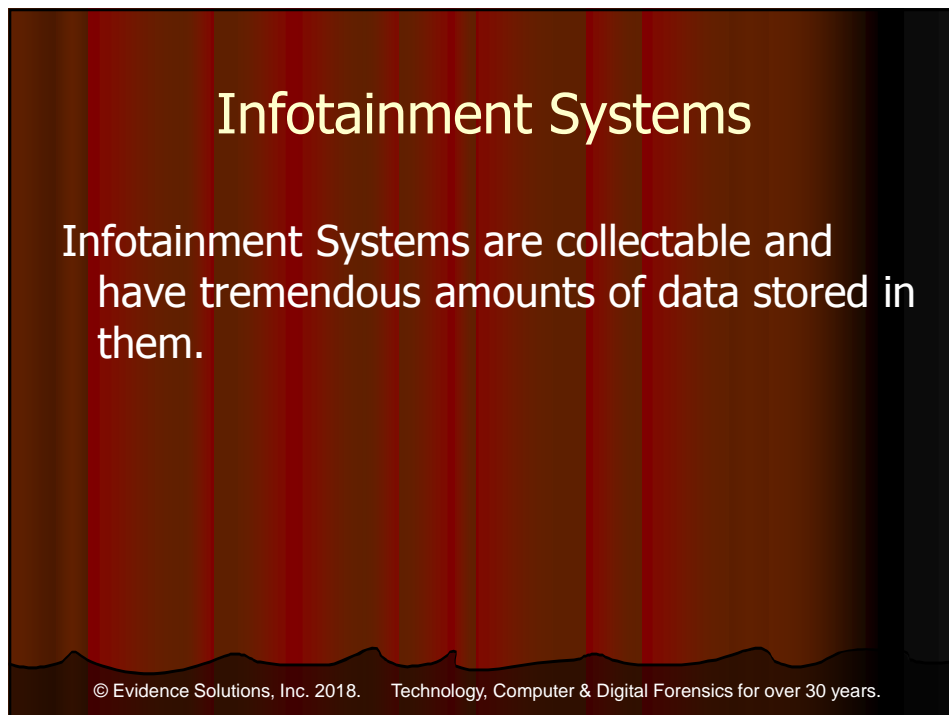 Infotainment Systems
Infotainment Systems are collectable and
have tremendous amounts of data stored in
them.
© Evidence Solutions, Inc. 2018. Technology, Computer & Digital Forensics for over 30 years.